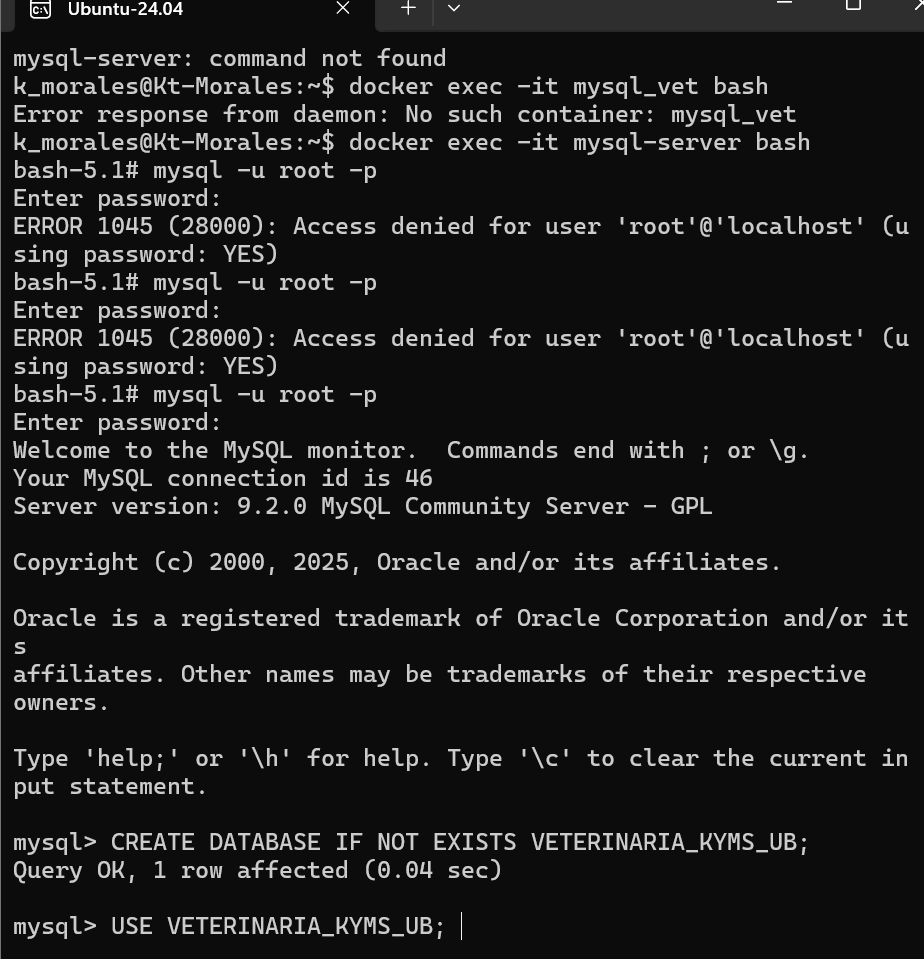 Ubuntu-24.04
mysql-server: command not found
k_morales@Kt-Morales:~$ docker exec -it mysql_vet bash
Error response from daemon: No such container: mysql_vet
k_morales@Kt-Morales:~$ docker exec -it mysql-server bash
bash-5.1# mysql -u root -p
Enter password:
ERROR 1045 (28000): Access denied for user 'root'@'localhost' (u
sing password: YES)
bash-5.1# mysql -u root -p
Enter password:
ERROR 1045 (28000): Access denied for user 'root'@'localhost' (u
sing password: YES)
bash-5.1# mysql -u root -p
Enter password:
Welcome to the MySQL monitor.  Commands end with ; or \g.
Your MySQL connection id is 46
Server version: 9.2.0 MySQL Community Server - GPL

Copyright (c) 2000, 2025, Oracle and/or its affiliates.

Oracle is a registered trademark of Oracle Corporation and/or it
s
affiliates. Other names may be trademarks of their respective
owners.

Type 'help;' or '\h' for help. Type '\c' to clear the current in
put statement.

mysql> CREATE DATABASE IF NOT EXISTS VETERINARIA_KYMS_UB;
Query OK, 1 row affected (0.04 sec)

mysql> USE VETERINARIA_KYMS_UB;